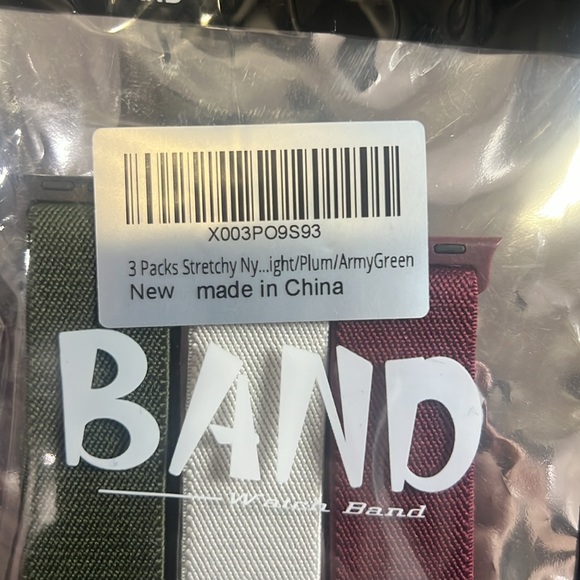 X003PO9S93
3 Packs Stretchy Ny...ight/Plum/ArmyGreen
New made in China
BAND
Watch Band